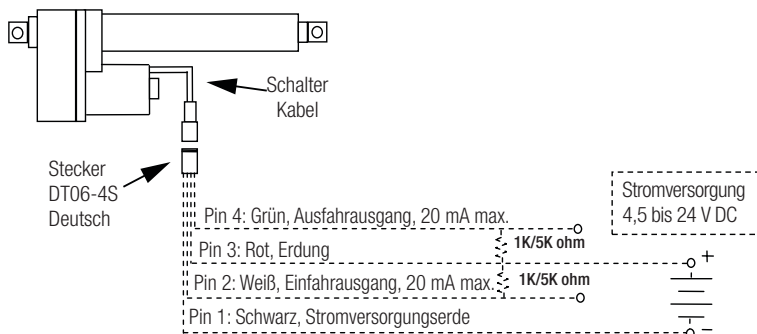 Schalter
Kabel
Stecker
DT06-4S
Deutsch
Stromversorgung
4,5 bis 24 V DC
Pin 4: Grün, Ausfahrausgang, 20 mA max.
1K/5K ohm
+
Pin 3: Rot, Erdung
Pin 2: Weiß, Einfahrausgang, 20 mA max.
1K/5K ohm
Pin 1: Schwarz, Stromversorgungserde
−